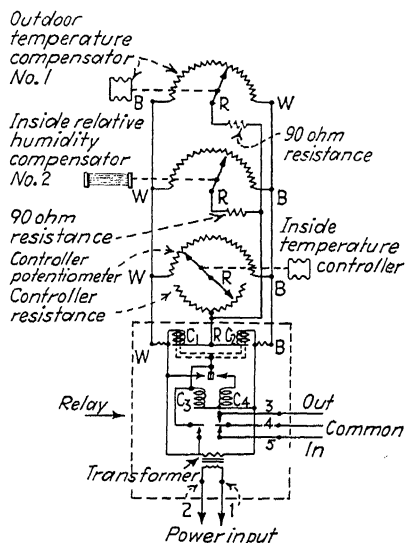 Outdoor
temperature
compensator
No.1
B
R
W
90 ohm
resistance
Inside relative
humidity
compensator
No.2
W
R
B
90 ohm
resistance
Controller
potentiometer
Controller
resistance
W
R
B
Inside
temperature
controller
W
C1
R
C2
B
Relay
C3
C4
3
Out
4
Common
5
In
Transformer
2
1
Power input